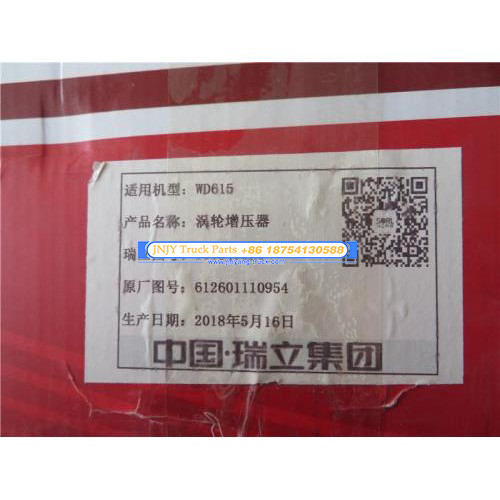 适用机型: WD615
产品名称: 涡轮增压器
瑞
JNJY Truck Parts +86 18754130588
原厂图号: 612601110954
生产日期: 2018年5月16日
中国·瑞立集团